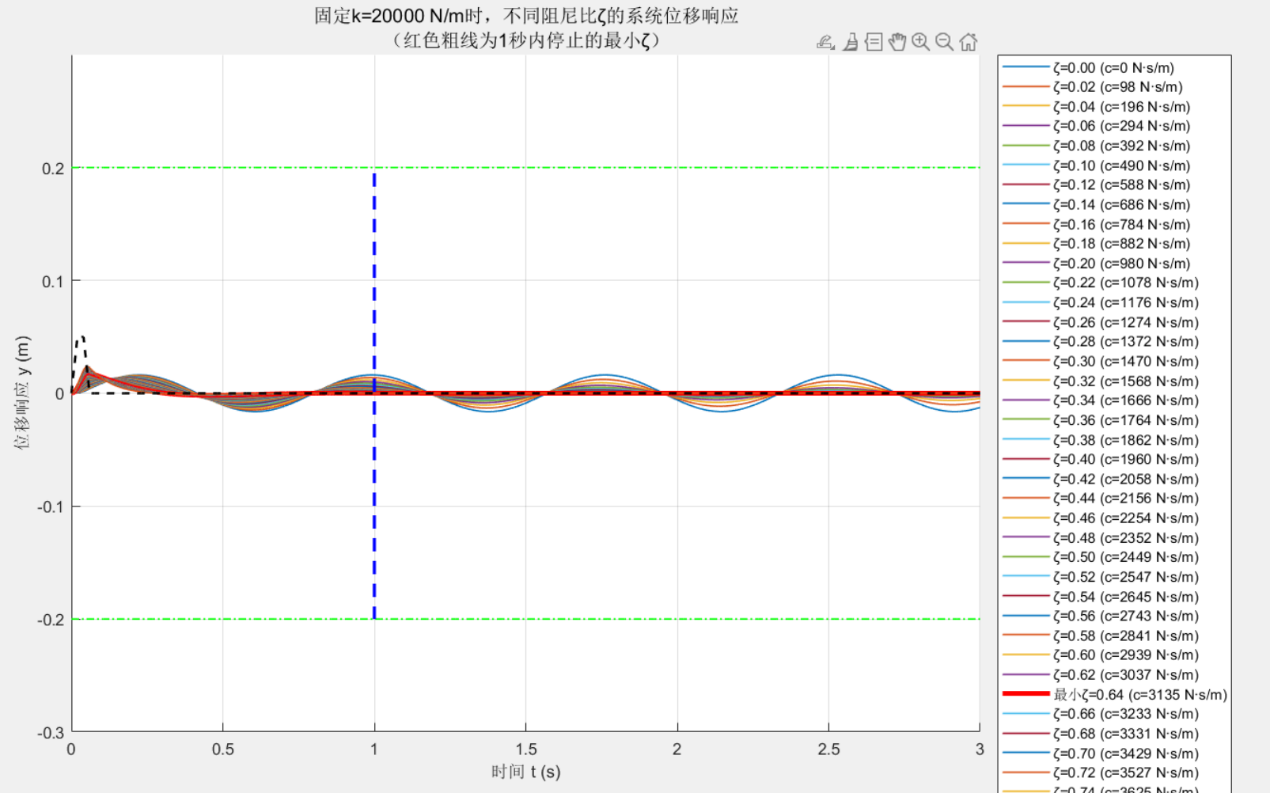 固定k=20000 N/m时，不同阻尼比ζ的系统位移响应
（红色粗线为1秒内停止的最小ζ）
0.2
0.1
0
-0.1
-0.2
-0.3
位移响应 y (m)
0
0.5
1
1.5
2
2.5
3
时间 t (s)
ζ=0.00 (c=0 N·s/m)
ζ=0.02 (c=98 N·s/m)
ζ=0.04 (c=196 N·s/m)
ζ=0.06 (c=294 N·s/m)
ζ=0.08 (c=392 N·s/m)
ζ=0.10 (c=490 N·s/m)
ζ=0.12 (c=588 N·s/m)
ζ=0.14 (c=686 N·s/m)
ζ=0.16 (c=784 N·s/m)
ζ=0.18 (c=882 N·s/m)
ζ=0.20 (c=980 N·s/m)
ζ=0.22 (c=1078 N·s/m)
ζ=0.24 (c=1176 N·s/m)
ζ=0.26 (c=1274 N·s/m)
ζ=0.28 (c=1372 N·s/m)
ζ=0.30 (c=1470 N·s/m)
ζ=0.32 (c=1568 N·s/m)
ζ=0.34 (c=1666 N·s/m)
ζ=0.36 (c=1764 N·s/m)
ζ=0.38 (c=1862 N·s/m)
ζ=0.40 (c=1960 N·s/m)
ζ=0.42 (c=2058 N·s/m)
ζ=0.44 (c=2156 N·s/m)
ζ=0.46 (c=2254 N·s/m)
ζ=0.48 (c=2352 N·s/m)
ζ=0.50 (c=2449 N·s/m)
ζ=0.52 (c=2547 N·s/m)
ζ=0.54 (c=2645 N·s/m)
ζ=0.56 (c=2743 N·s/m)
ζ=0.58 (c=2841 N·s/m)
ζ=0.60 (c=2939 N·s/m)
ζ=0.62 (c=3037 N·s/m)
最小ζ=0.64 (c=3135 N·s/m)
ζ=0.66 (c=3233 N·s/m)
ζ=0.68 (c=3331 N·s/m)
ζ=0.70 (c=3429 N·s/m)
ζ=0.72 (c=3527 N·s/m)
ζ=0.74 (c=3625 N·s/m)